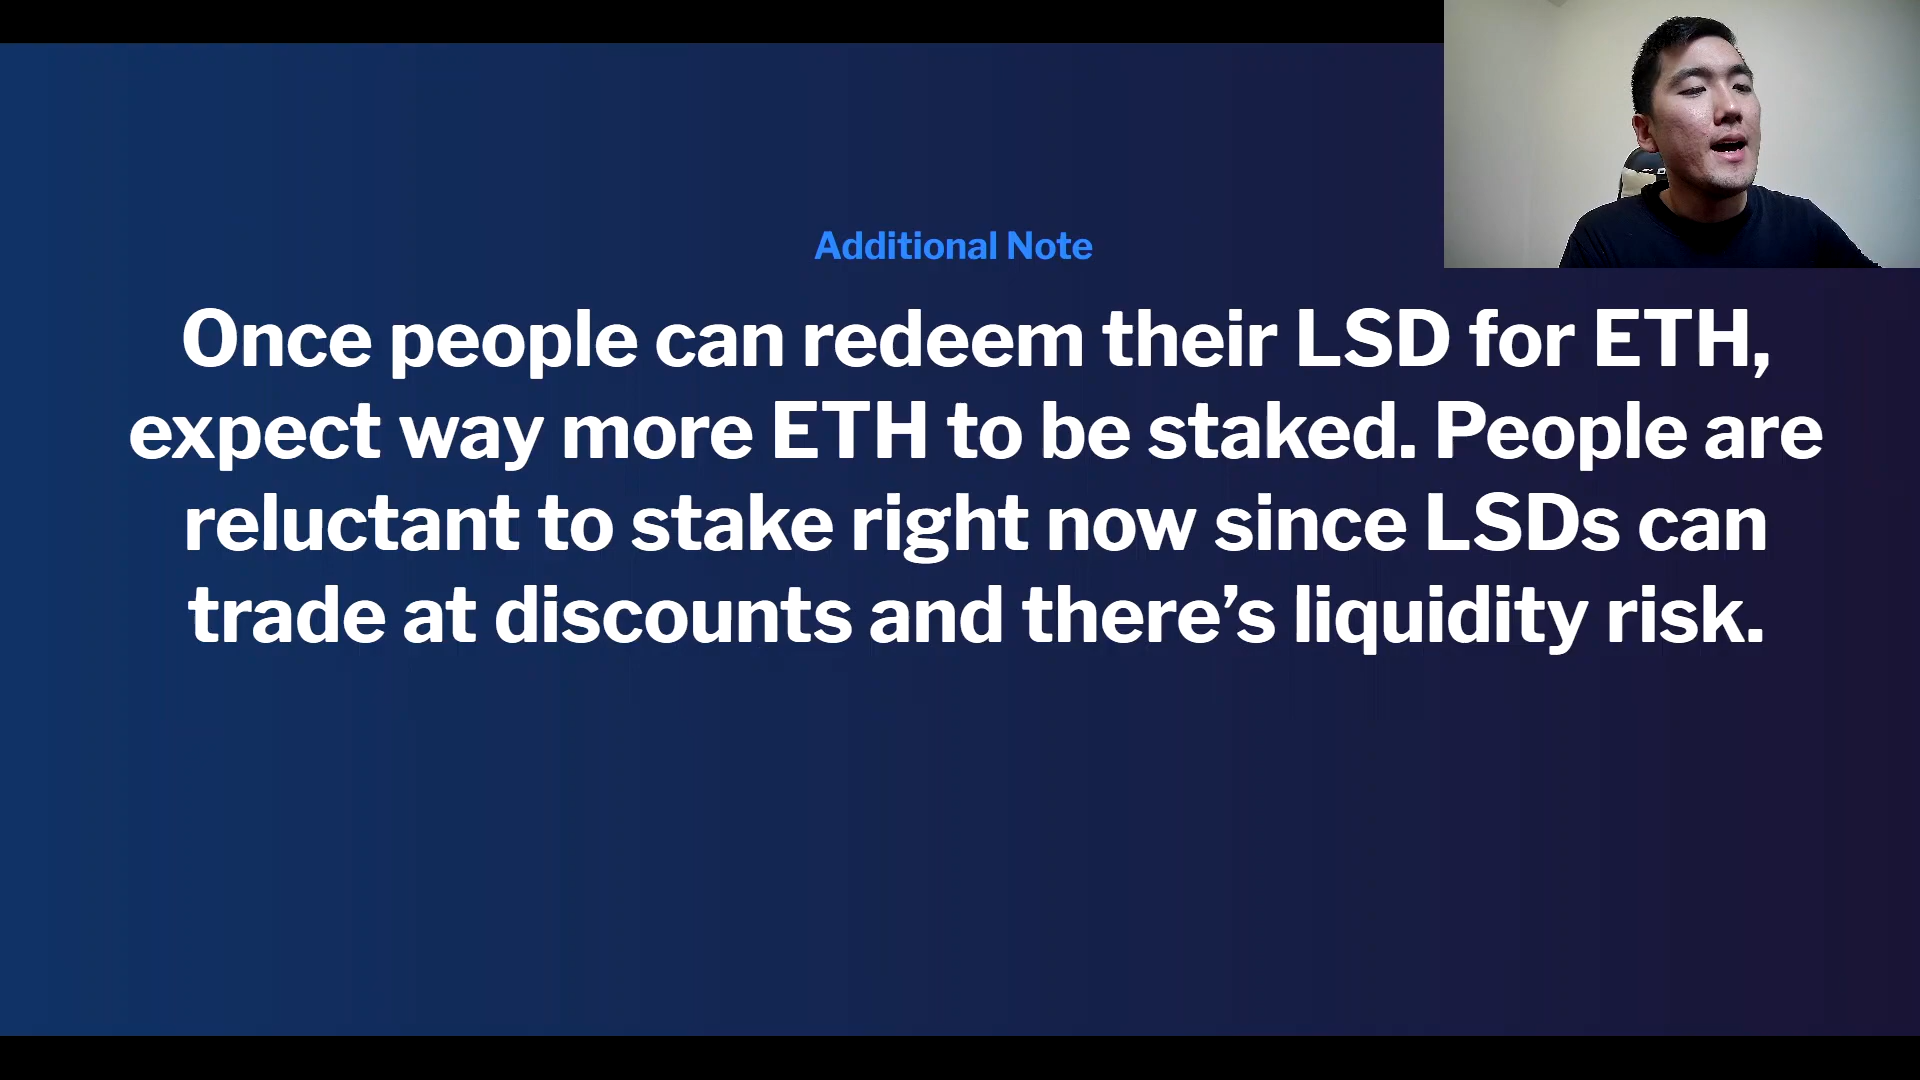 Additional Note
Once people can redeem their LSD for ETH,
expect way more ETH to be staked. People are
reluctant to stake right now since LSDs can
trade at discounts and there’s liquidity risk.